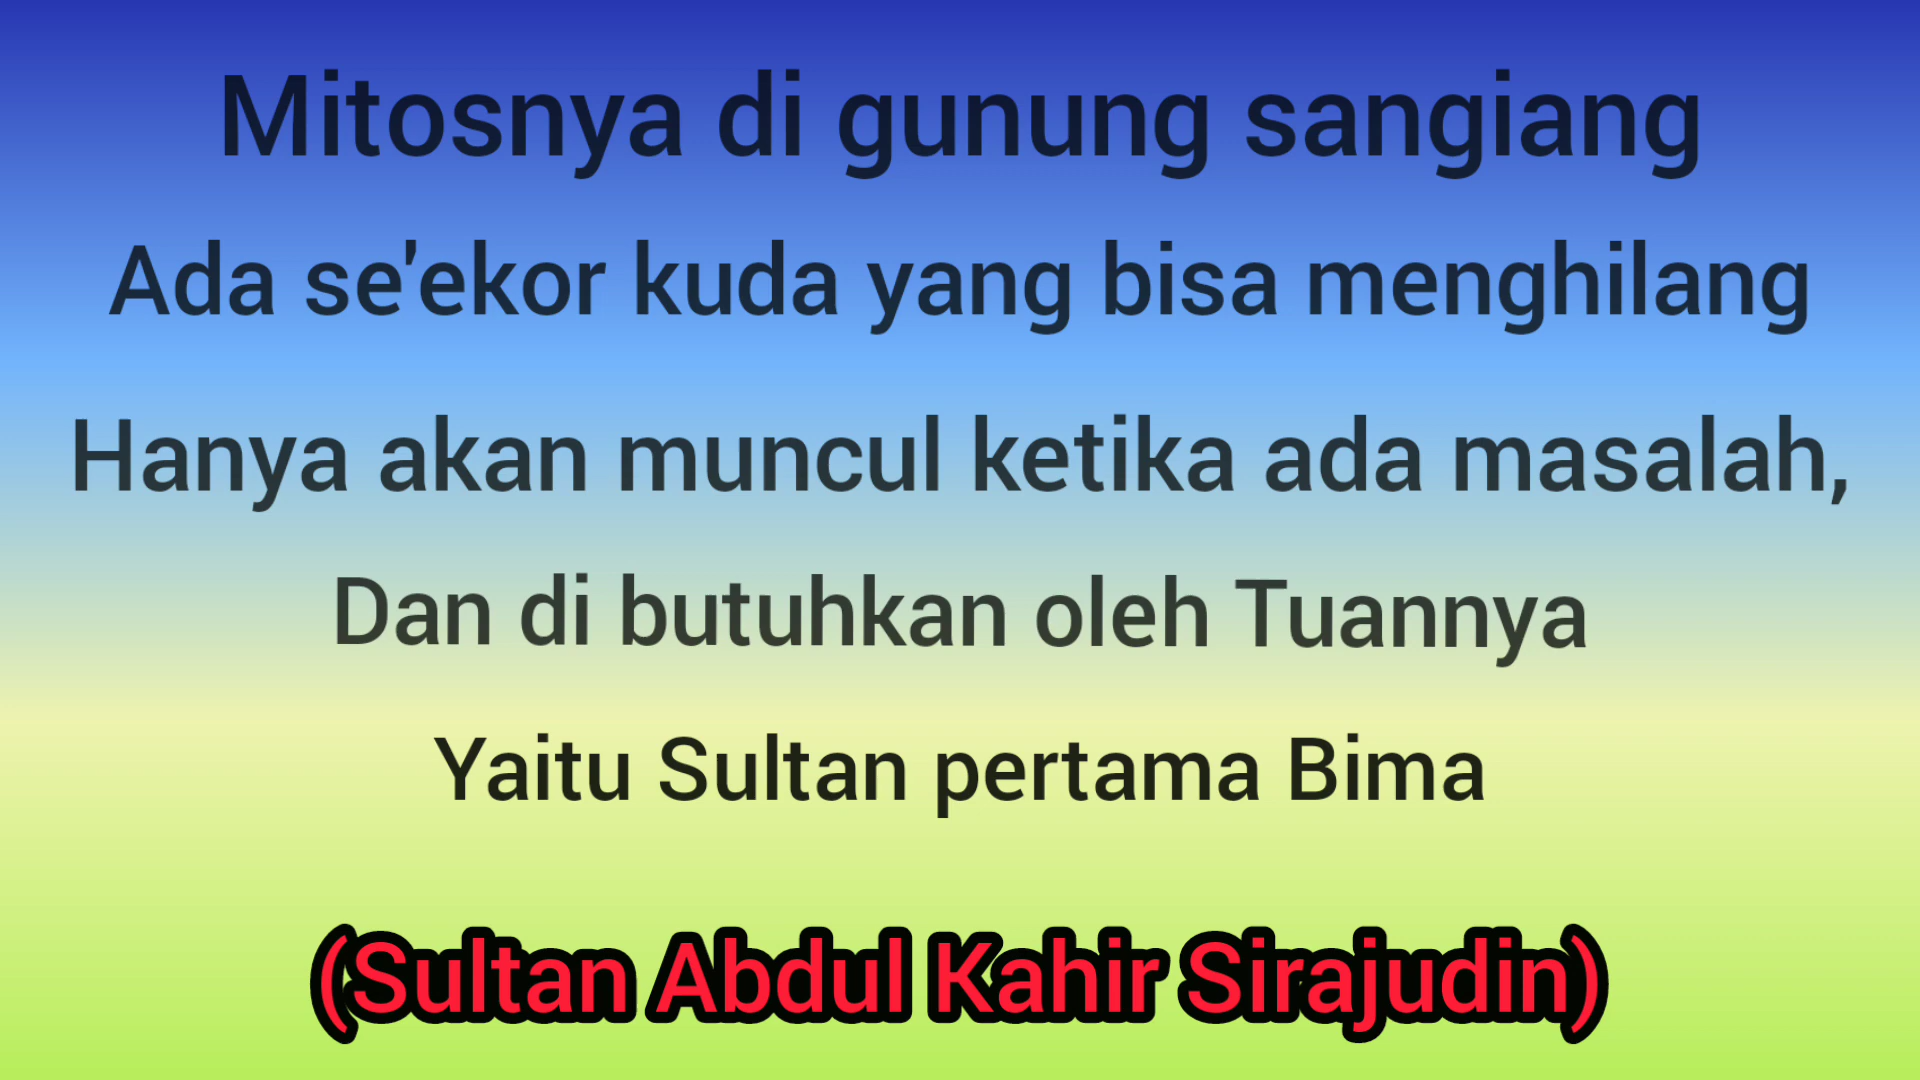 Mitosnya di gunung sangiang
Ada se'ekor kuda yang bisa menghilang
Hanya akan muncul ketika ada masalah,
Dan di butuhkan oleh Tuannya
Yaitu Sultan pertama Bima
(Sultan Abdul Kahir Sirajudin)